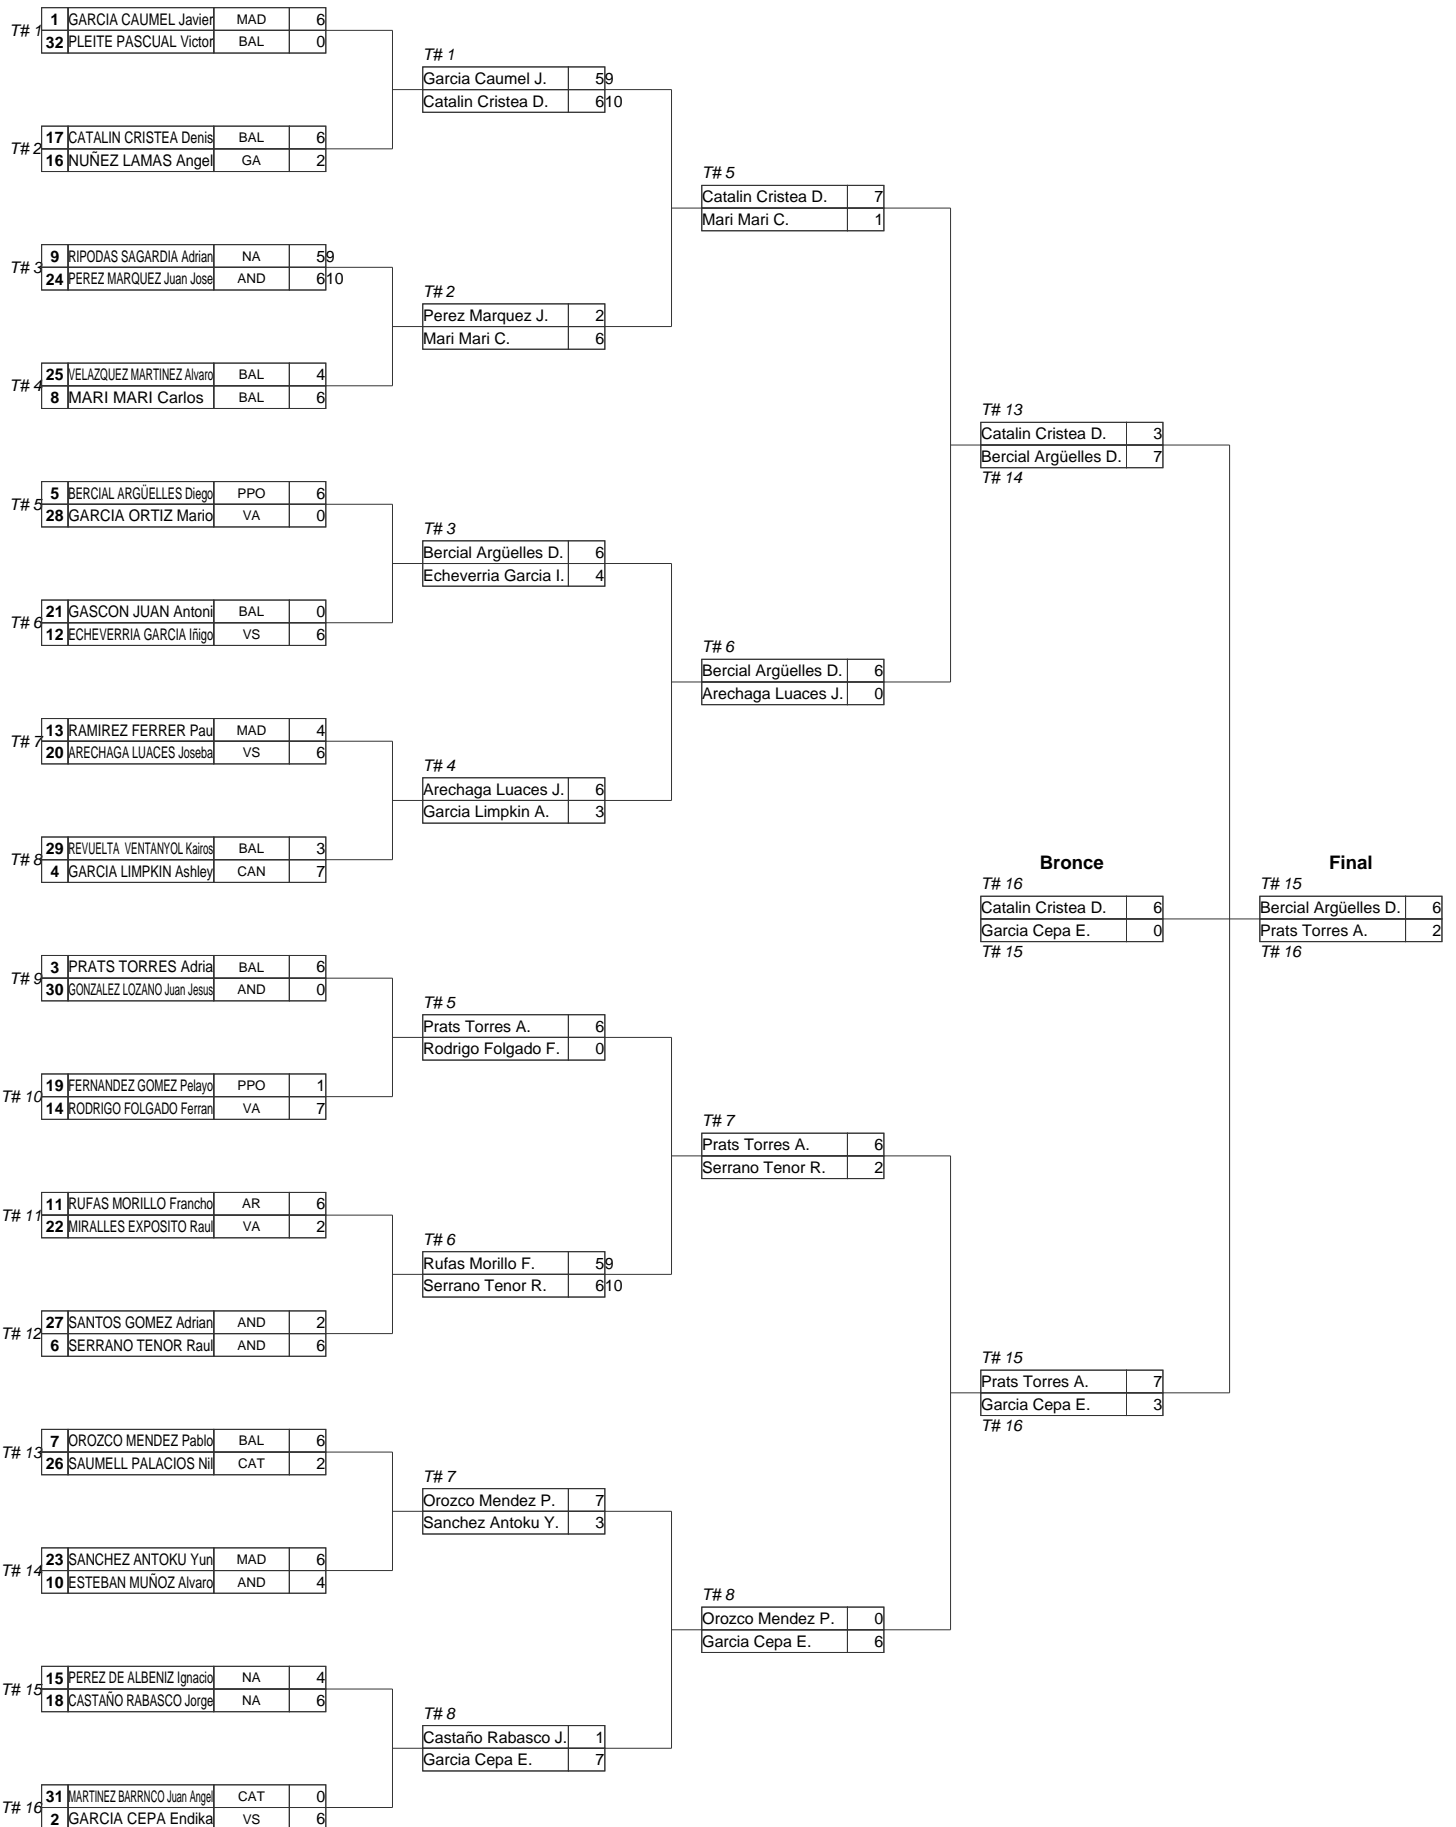 T# 1
1 GARCIA CAUMEL Javier MAD 6
32 PLEITE PASCUAL Victor BAL 0
T# 2
17 CATALIN CRISTEA Denis BAL 6
16 NUÑEZ LAMAS Angel GA 2
T# 3
9 RIPODAS SAGARDIA Adrian NA 5 9
24 PEREZ MARQUEZ Juan Jose AND 6 10
T# 4
25 VELAZQUEZ MARTINEZ Alvaro BAL 4
8 MARI MARI Carlos BAL 6
T# 5
5 BERCIAL ARGÜELLES Diego PPO 6
28 GARCIA ORTIZ Mario VA 0
T# 6
21 GASCON JUAN Antoni BAL 0
12 ECHEVERRIA GARCIA Iñigo VS 6
T# 7
13 RAMIREZ FERRER Pau MAD 4
20 ARECHAGA LUACES Joseba VS 6
T# 8
29 REVUELTA VENTANYOL Kairos BAL 3
4 GARCIA LIMPKIN Ashley CAN 7
T# 9
3 PRATS TORRES Adria BAL 6
30 GONZALEZ LOZANO Juan Jesus AND 0
T# 10
19 FERNANDEZ GOMEZ Pelayo PPO 1
14 RODRIGO FOLGADO Ferran VA 7
T# 11
11 RUFAS MORILLO Francho AR 6
22 MIRALLES EXPOSITO Raul VA 2
T# 12
27 SANTOS GOMEZ Adrian AND 2
6 SERRANO TENOR Raul AND 6
T# 13
7 OROZCO MENDEZ Pablo BAL 6
26 SAUMELL PALACIOS Nil CAT 2
T# 14
23 SANCHEZ ANTOKU Yun MAD 6
10 ESTEBAN MUÑOZ Alvaro AND 4
T# 15
15 PEREZ DE ALBENIZ Ignacio NA 4
18 CASTAÑO RABASCO Jorge NA 6
T# 16
31 MARTINEZ BARRNCO Juan Angel CAT 0
2 GARCIA CEPA Endika VS 6
T# 1
Garcia Caumel J. 5 9
Catalin Cristea D. 6 10
T# 2
Perez Marquez J. 2
Mari Mari C. 6
T# 3
Bercial Argüelles D. 6
Echeverria Garcia I. 4
T# 4
Arechaga Luaces J. 6
Garcia Limpkin A. 3
T# 5
Prats Torres A. 6
Rodrigo Folgado F. 0
T# 6
Rufas Morillo F. 5 9
Serrano Tenor R. 6 10
T# 7
Orozco Mendez P. 7
Sanchez Antoku Y. 3
T# 8
Castaño Rabasco J. 1
Garcia Cepa E. 7
T# 5
Catalin Cristea D. 7
Mari Mari C. 1
T# 6
Bercial Argüelles D. 6
Arechaga Luaces J. 0
T# 7
Prats Torres A. 6
Serrano Tenor R. 2
T# 8
Orozco Mendez P. 0
Garcia Cepa E. 6
T# 13
Catalin Cristea D. 3
Bercial Argüelles D. 7
T# 14
Bronce
T# 16
Catalin Cristea D. 6
Garcia Cepa E. 0
T# 15
T# 15
Prats Torres A. 7
Garcia Cepa E. 3
T# 16
Final
T# 15
Bercial Argüelles D. 6
Prats Torres A. 2
T# 16